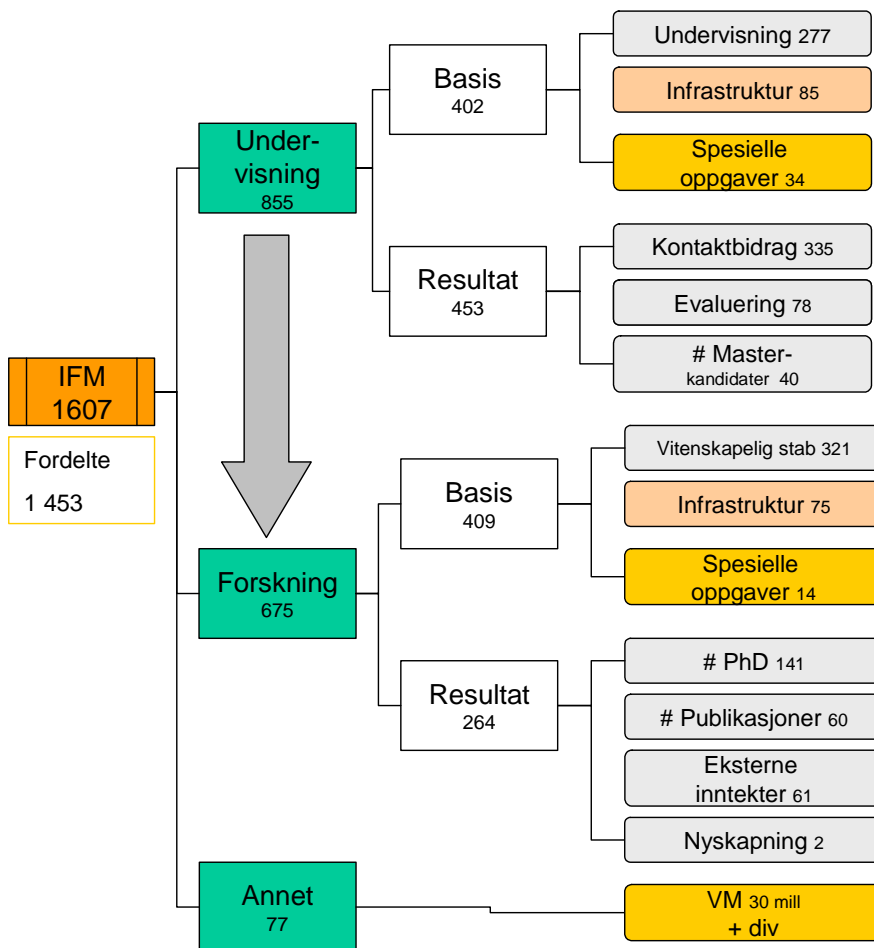 IFM
1607
Fordelte
1 453
Under-
visning
855
Basis
402
Undervisning 277
Infrastruktur 85
Spesielle
oppgaver 34
Resultat
453
Kontaktbidrag 335
Evaluering 78
# Master-
kandidater 40
Forskning
675
Basis
409
Vitenskapelig stab 321
Infrastruktur 75
Spesielle
oppgaver 14
Resultat
264
# PhD 141
# Publikasjoner 60
Eksterne
inntekter 61
Nyskapning 2
Annet
77
VM 30 mill
+ div